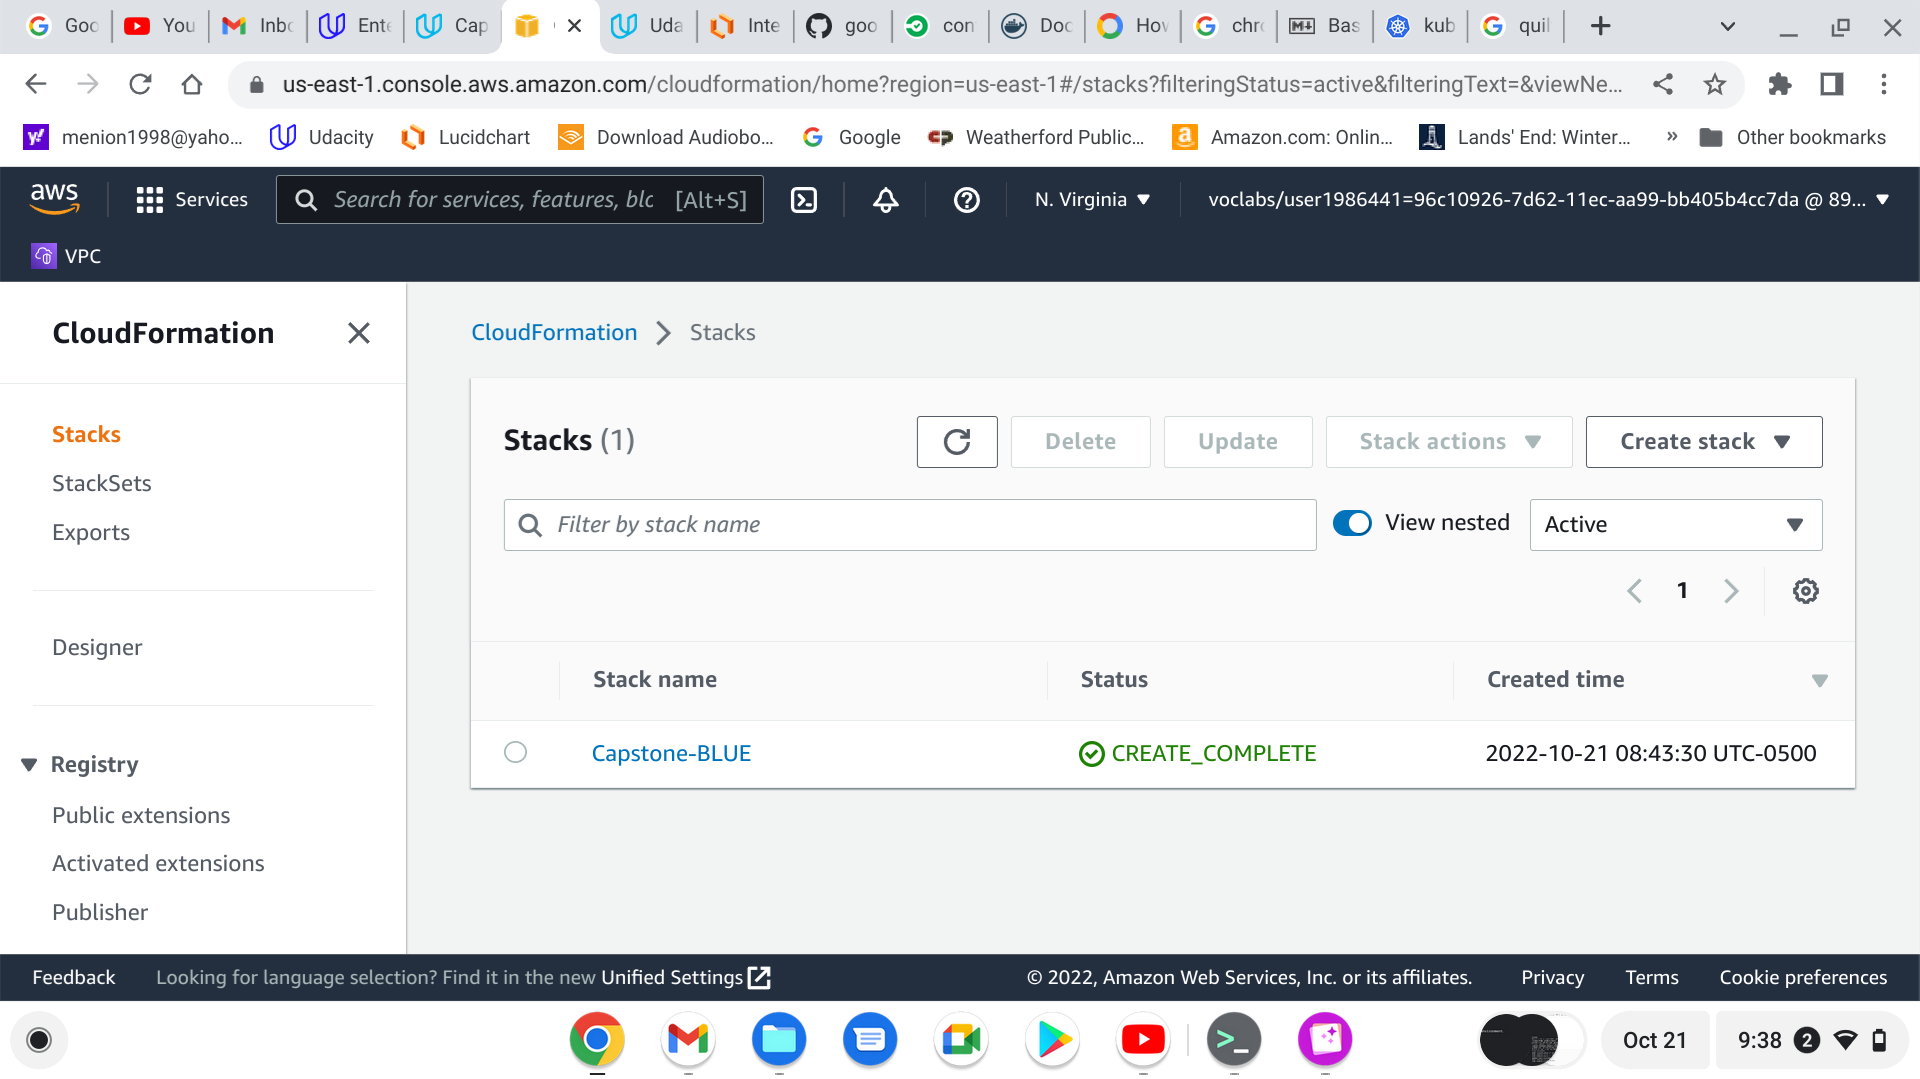 Goo
You
Inbo
Ente
Cap
Uda
Inte
goo
con
Doc
How
chro
Bas
kub
quil
us-east-1.console.aws.amazon.com/cloudformation/home?region=us-east-1#/stacks?filteringStatus=active&filteringText=&viewNe...
menion1998@yaho...
Udacity
Lucidchart
Download Audiobo...
Google
Weatherford Public...
Amazon.com: Onlin...
Lands' End: Winter...
»
Other bookmarks
aws
Services
Search for services, features, blc [Alt+S]
N. Virginia
voclabs/user1986441=96c10926-7d62-11ec-aa99-bb405b4cc7da @ 89...
VPC
CloudFormation
Stacks
StackSets
Exports
Designer
Registry
Public extensions
Activated extensions
Publisher
CloudFormation > Stacks
Stacks (1)
Delete
Update
Stack actions
Create stack
Filter by stack name
View nested
Active
1
Stack name Status Created time
Capstone-BLUE CREATE_COMPLETE 2022-10-21 08:43:30 UTC-0500
Feedback
Looking for language selection? Find it in the new Unified Settings
© 2022, Amazon Web Services, Inc. or its affiliates.
Privacy
Terms
Cookie preferences
Oct 21
9:38 2